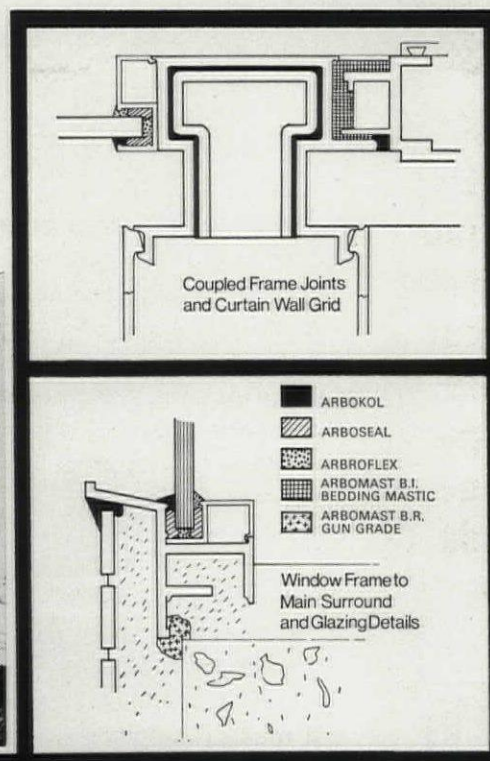 Coupled Frame Joints
and Curtain Wall Grid
ARBOKOL
ARBOSEAL
ARBROFLEX
ARBOMAST B.I.
BEDDING MASTIC
ARBOMAST B.R.
GUN GRADE
Window Frame to
Main Surround
and Glazing Details